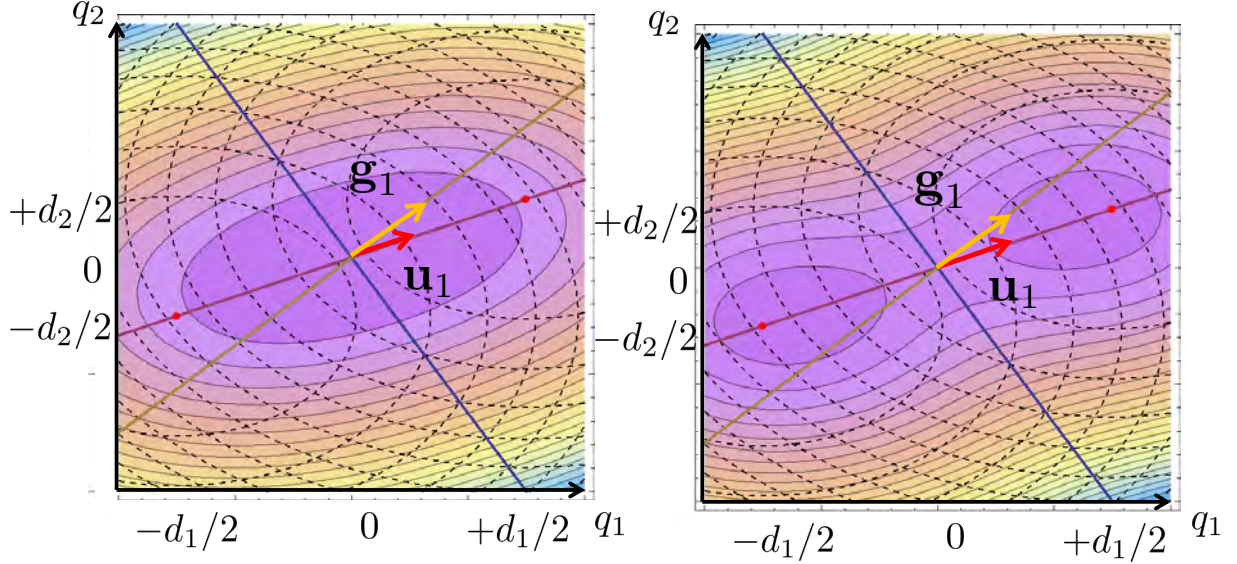 q₂
g₁
+d₂/2
0
u₁
−d₂/2
−d₁/2
0
+d₁/2
q₁
q₂
g₁
+d₂/2
0
u₁
−d₂/2
−d₁/2
0
+d₁/2
q₁